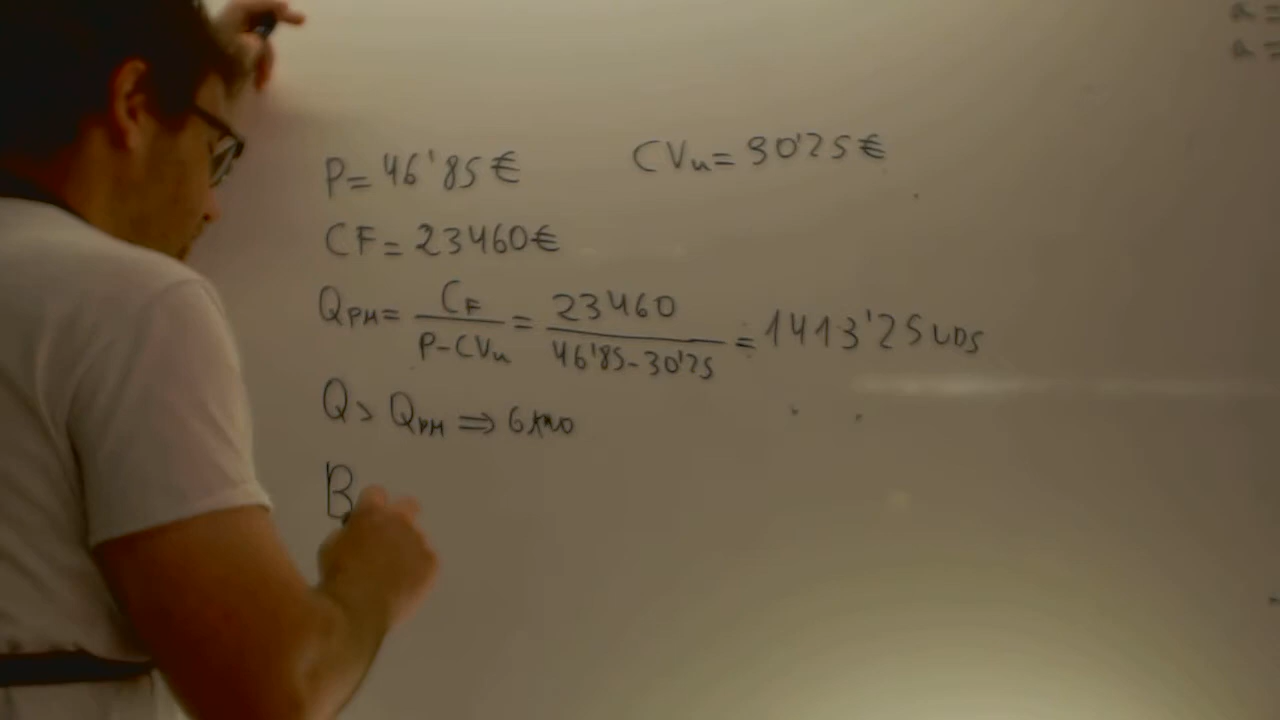 P= 46'85€ CVu= 30'25€
CF= 23460€
QPM= CF / P-CVu = 23460 / 46'85-30'25 = 1413'25 UDS
Q > QPM ⇒ GANO
B
a =
a =